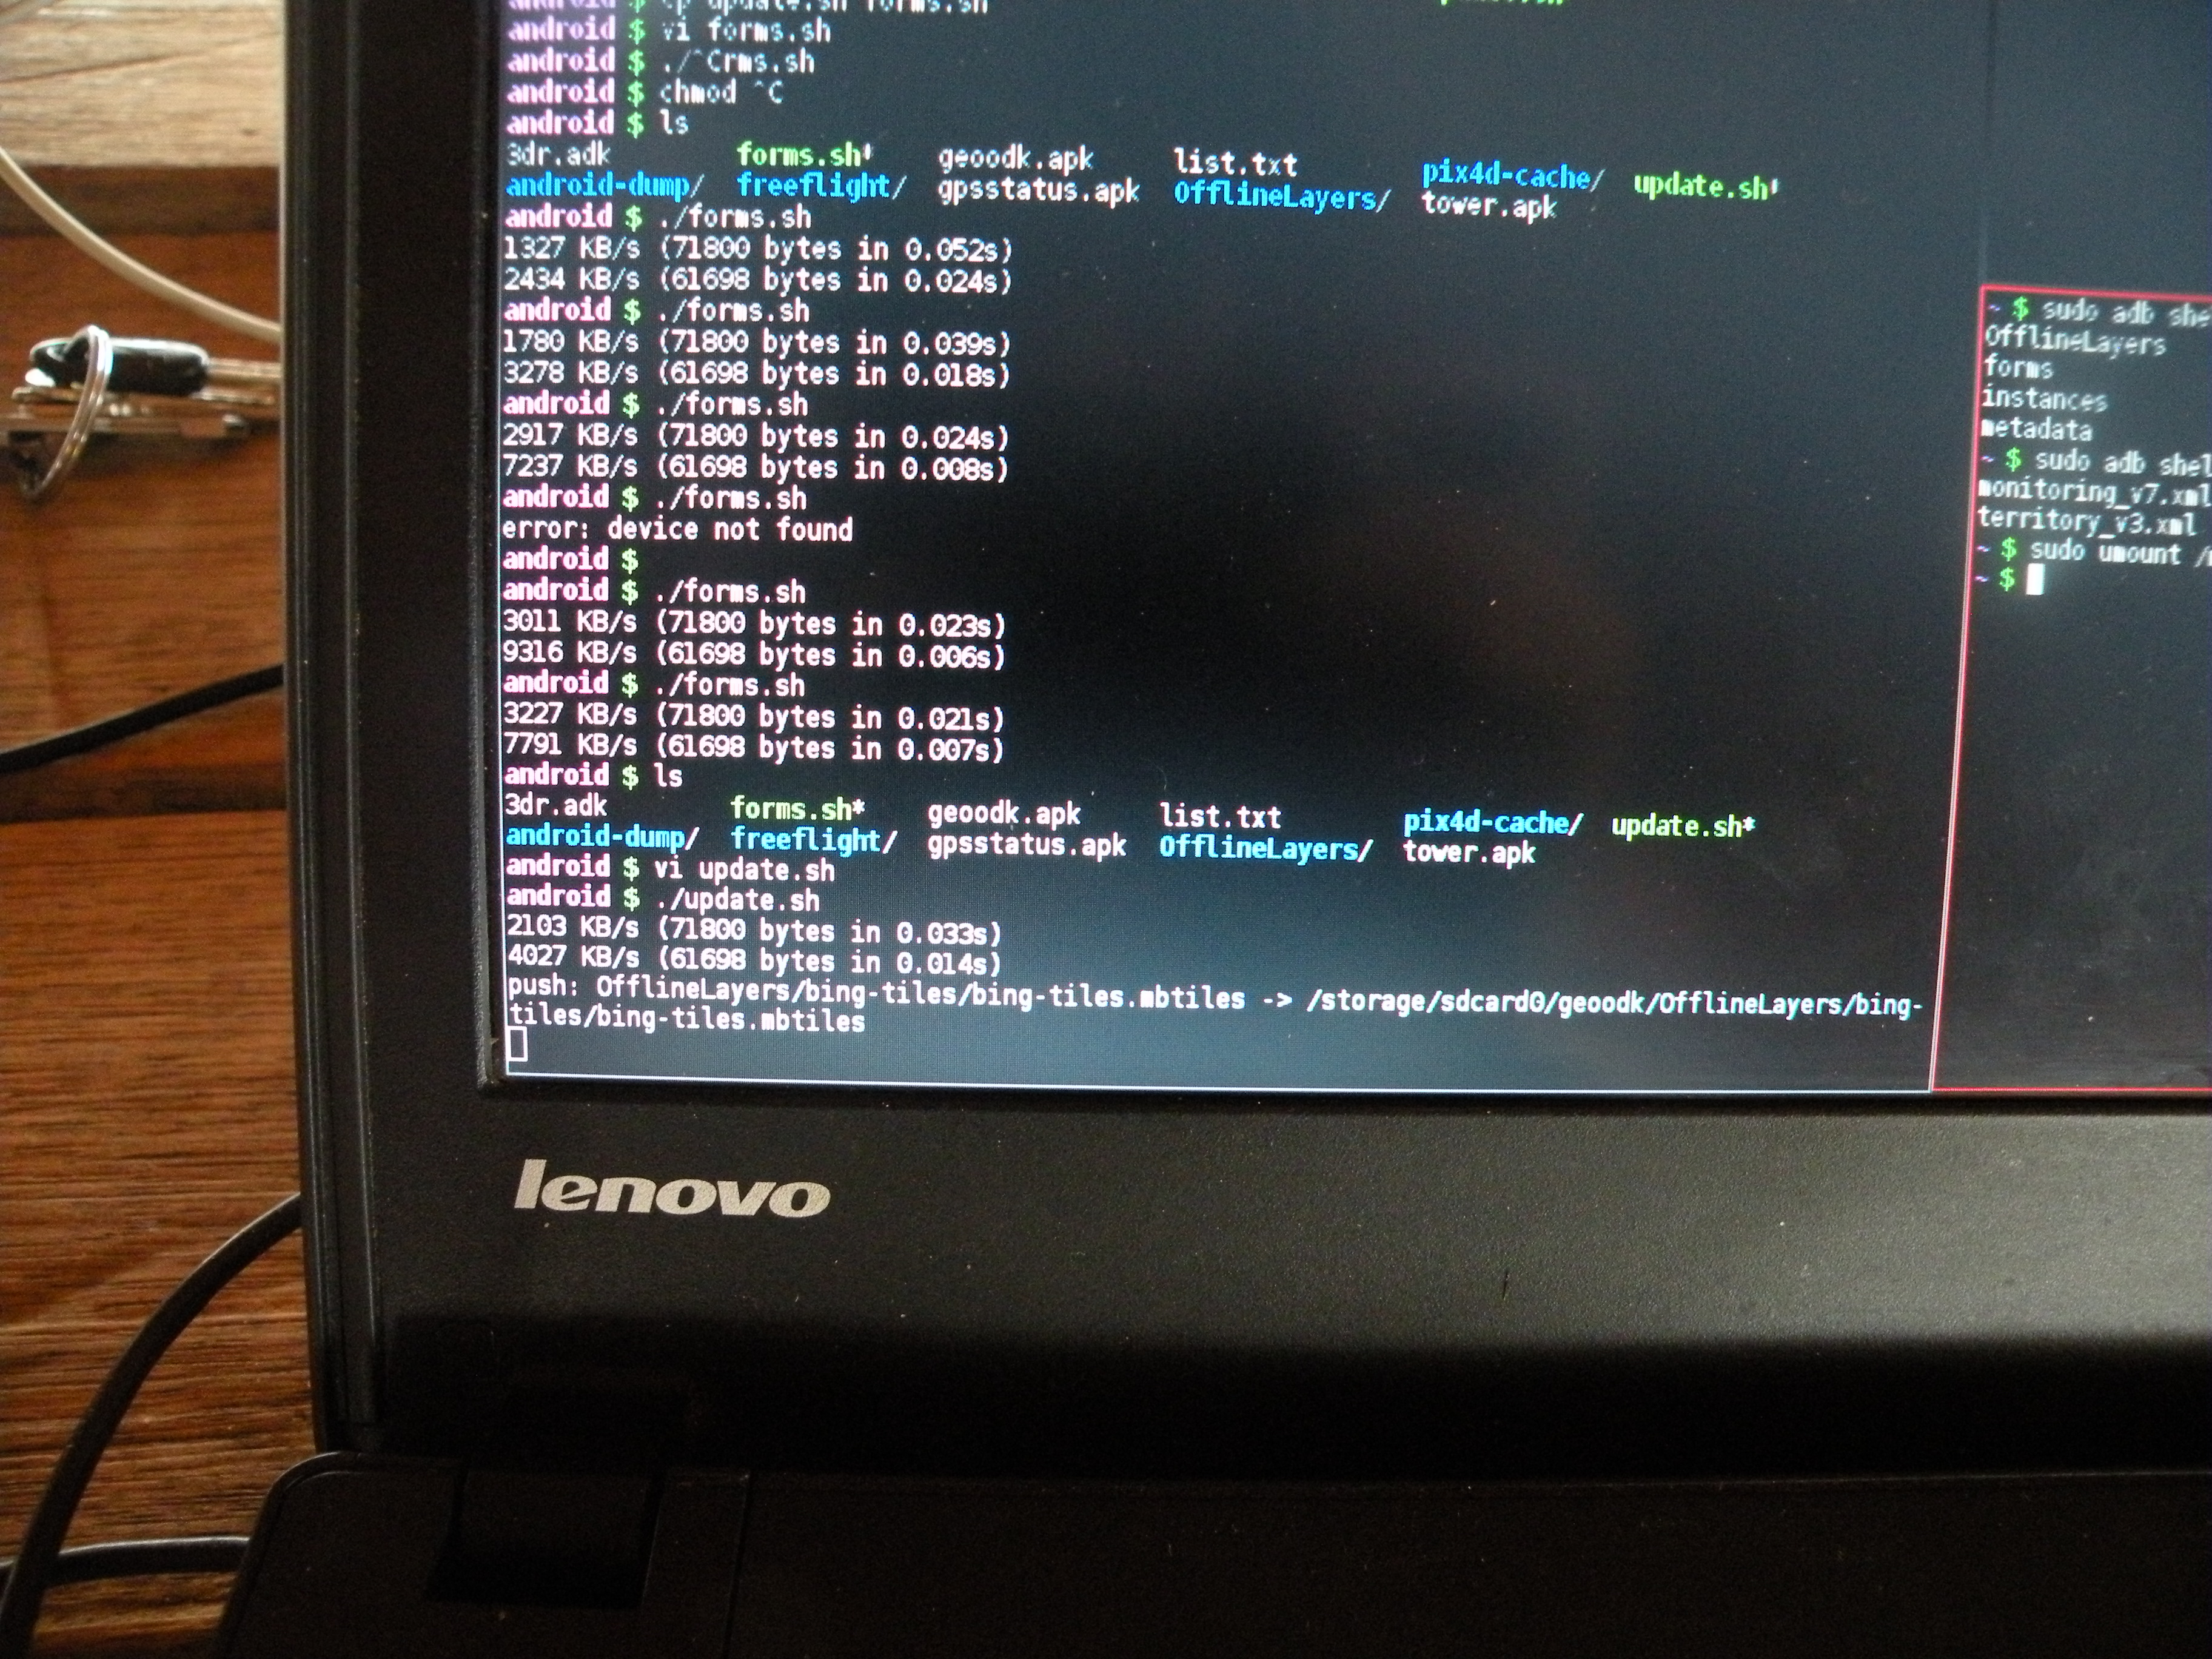 android $ cp update.sh forms.sh
android $ vi forms.sh
android $ ./^Crms.sh
android $ chmod ^C
android $ ls
3dr.adk forms.sh* geoodk.apk list.txt pix4d-cache/ update.sh*
android-dump/ freeflight/ gpsstatus.apk OfflineLayers/ tower.apk
android $ ./forms.sh
1327 KB/s (71800 bytes in 0.052s)
2434 KB/s (61698 bytes in 0.024s)
android $ ./forms.sh
1780 KB/s (71800 bytes in 0.039s)
3278 KB/s (61698 bytes in 0.018s)
android $ ./forms.sh
2917 KB/s (71800 bytes in 0.024s)
7237 KB/s (61698 bytes in 0.008s)
android $ ./forms.sh
error: device not found
android $
android $ ./forms.sh
3011 KB/s (71800 bytes in 0.023s)
9316 KB/s (61698 bytes in 0.006s)
android $ ./forms.sh
3227 KB/s (71800 bytes in 0.021s)
7791 KB/s (61698 bytes in 0.007s)
android $ ls
3dr.adk forms.sh* geoodk.apk list.txt pix4d-cache/ update.sh*
android-dump/ freeflight/ gpsstatus.apk OfflineLayers/ tower.apk
android $ vi update.sh
android $ ./update.sh
2103 KB/s (71800 bytes in 0.033s)
4027 KB/s (61698 bytes in 0.014s)
push: OfflineLayers/bing-tiles/bing-tiles.mbtiles -> /storage/sdcard0/geoodk/OfflineLayers/bing-
tiles/bing-tiles.mbtiles
~ $ sudo adb she
OfflineLayers
forms
instances
metadata
~ $ sudo adb shel
monitoring_v7.xml
territory_v3.xml
~ $ sudo umount /
~ $
lenovo